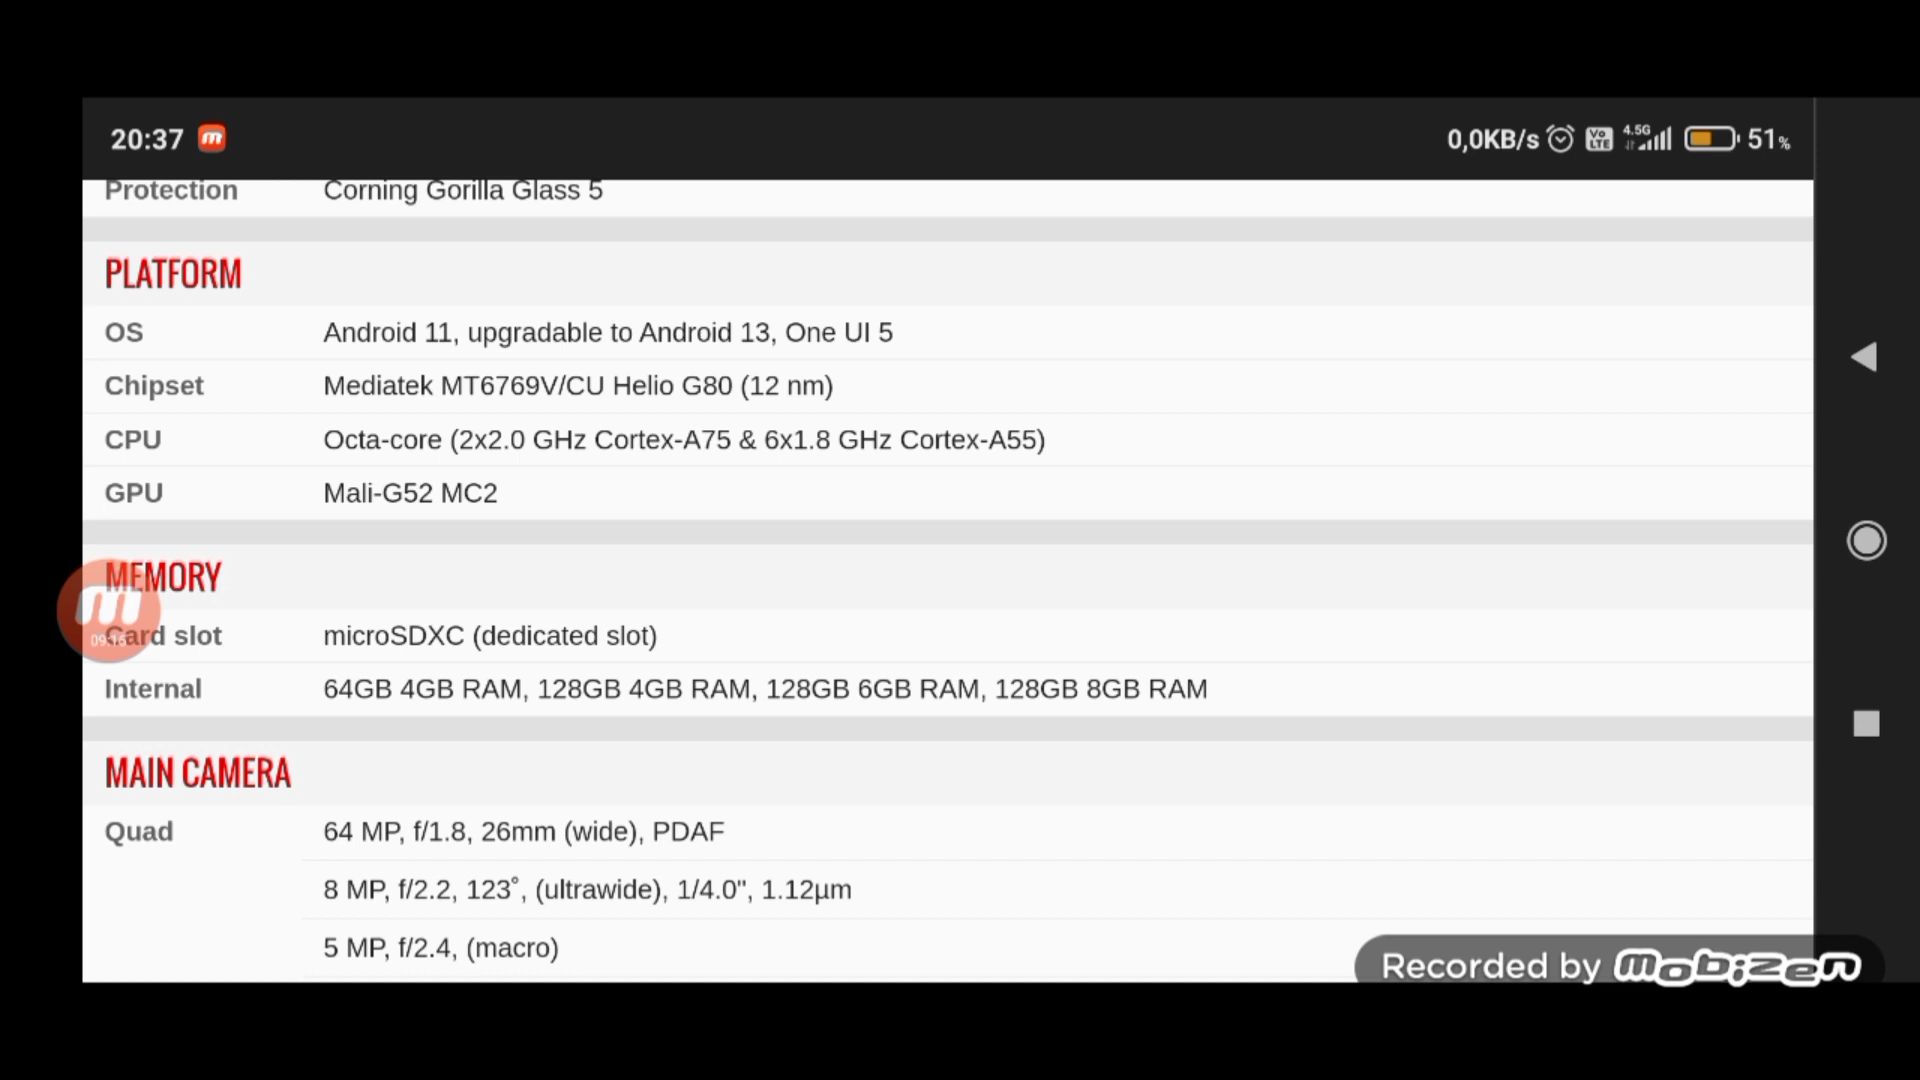 20:37 m 0,0KB/s Vo LTE 4.5G 51%
Protection Corning Gorilla Glass 5
PLATFORM
OS Android 11, upgradable to Android 13, One UI 5
Chipset Mediatek MT6769V/CU Helio G80 (12 nm)
CPU Octa-core (2x2.0 GHz Cortex-A75 & 6x1.8 GHz Cortex-A55)
GPU Mali-G52 MC2
MEMORY
m
09:16
Card slot microSDXC (dedicated slot)
Internal 64GB 4GB RAM, 128GB 4GB RAM, 128GB 6GB RAM, 128GB 8GB RAM
MAIN CAMERA
Quad 64 MP, f/1.8, 26mm (wide), PDAF
8 MP, f/2.2, 123˚, (ultrawide), 1/4.0", 1.12µm
5 MP, f/2.4, (macro)
Recorded by mobizen